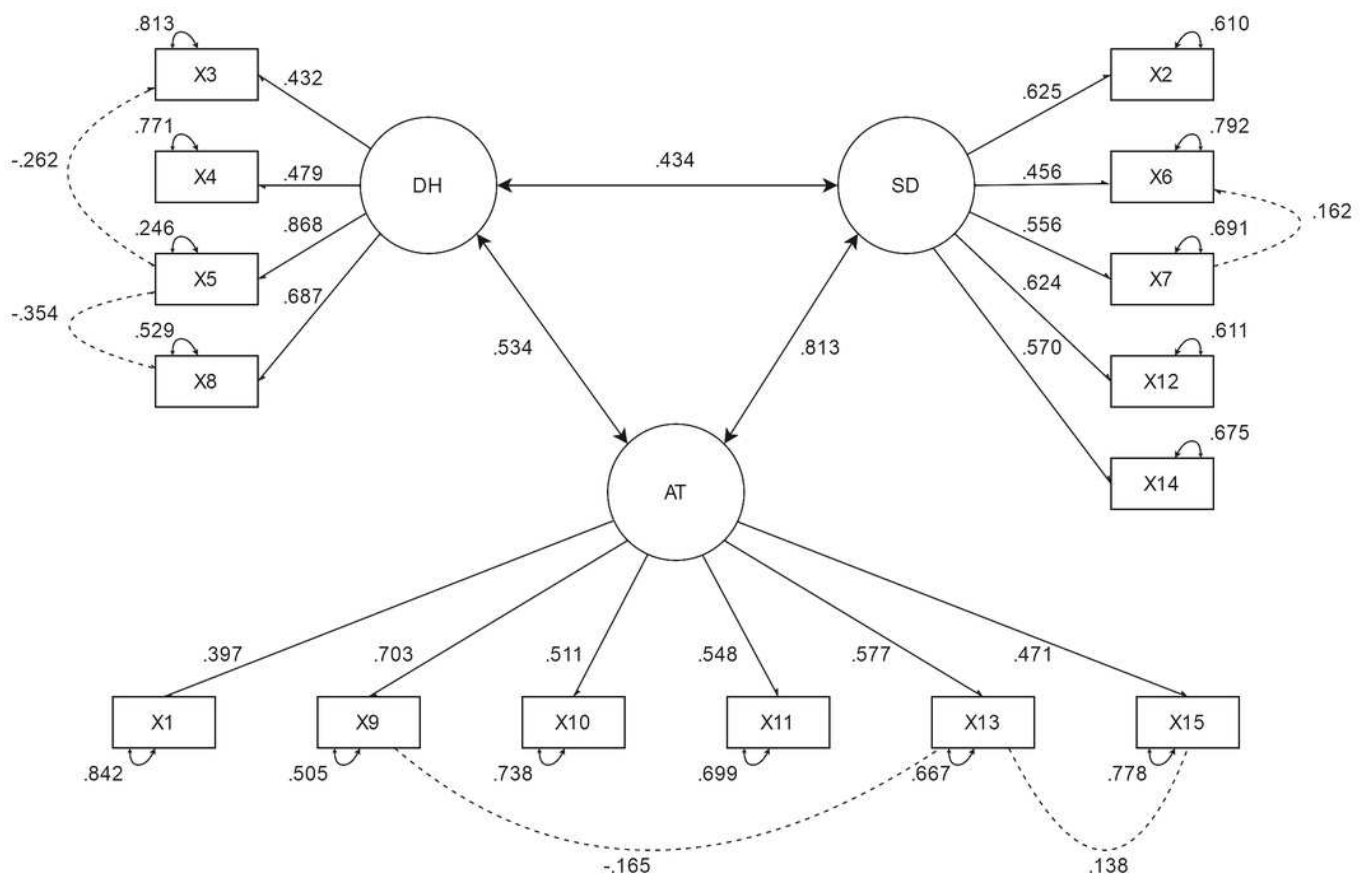 .813
.610
X3
.432
X2
.625
.771
.792
-.262
X4
.479
DH
.434
SD
.456
X6
.162
.246
.868
.556
.691
X5
X7
.687
.624
-.354
.529
.534
.813
.570
.611
X8
X12
.675
AT
X14
.397
.703
.511
.548
.577
.471
X1
X9
X10
X11
X13
X15
.842
.505
.738
.699
.667
.778
-.165
.138